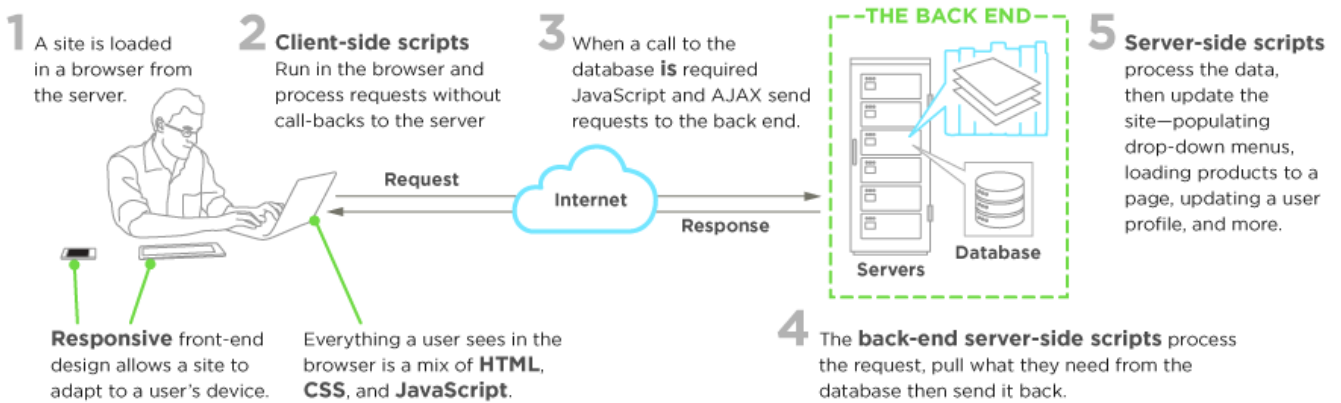 1
A site is loaded
in a browser from
the server.
2
Client-side scripts
Run in the browser and
process requests without
call-backs to the server
3
When a call to the
database is required
JavaScript and AJAX send
requests to the back end.
THE BACK END
5
Server-side scripts
process the data,
then update the
site—populating
drop-down menus,
loading products to a
page, updating a user
profile, and more.
Request
Internet
Response
Servers
Database
Responsive front-end
design allows a site to
adapt to a user's device.
Everything a user sees in the
browser is a mix of HTML,
CSS, and JavaScript.
4
The back-end server-side scripts process
the request, pull what they need from the
database then send it back.